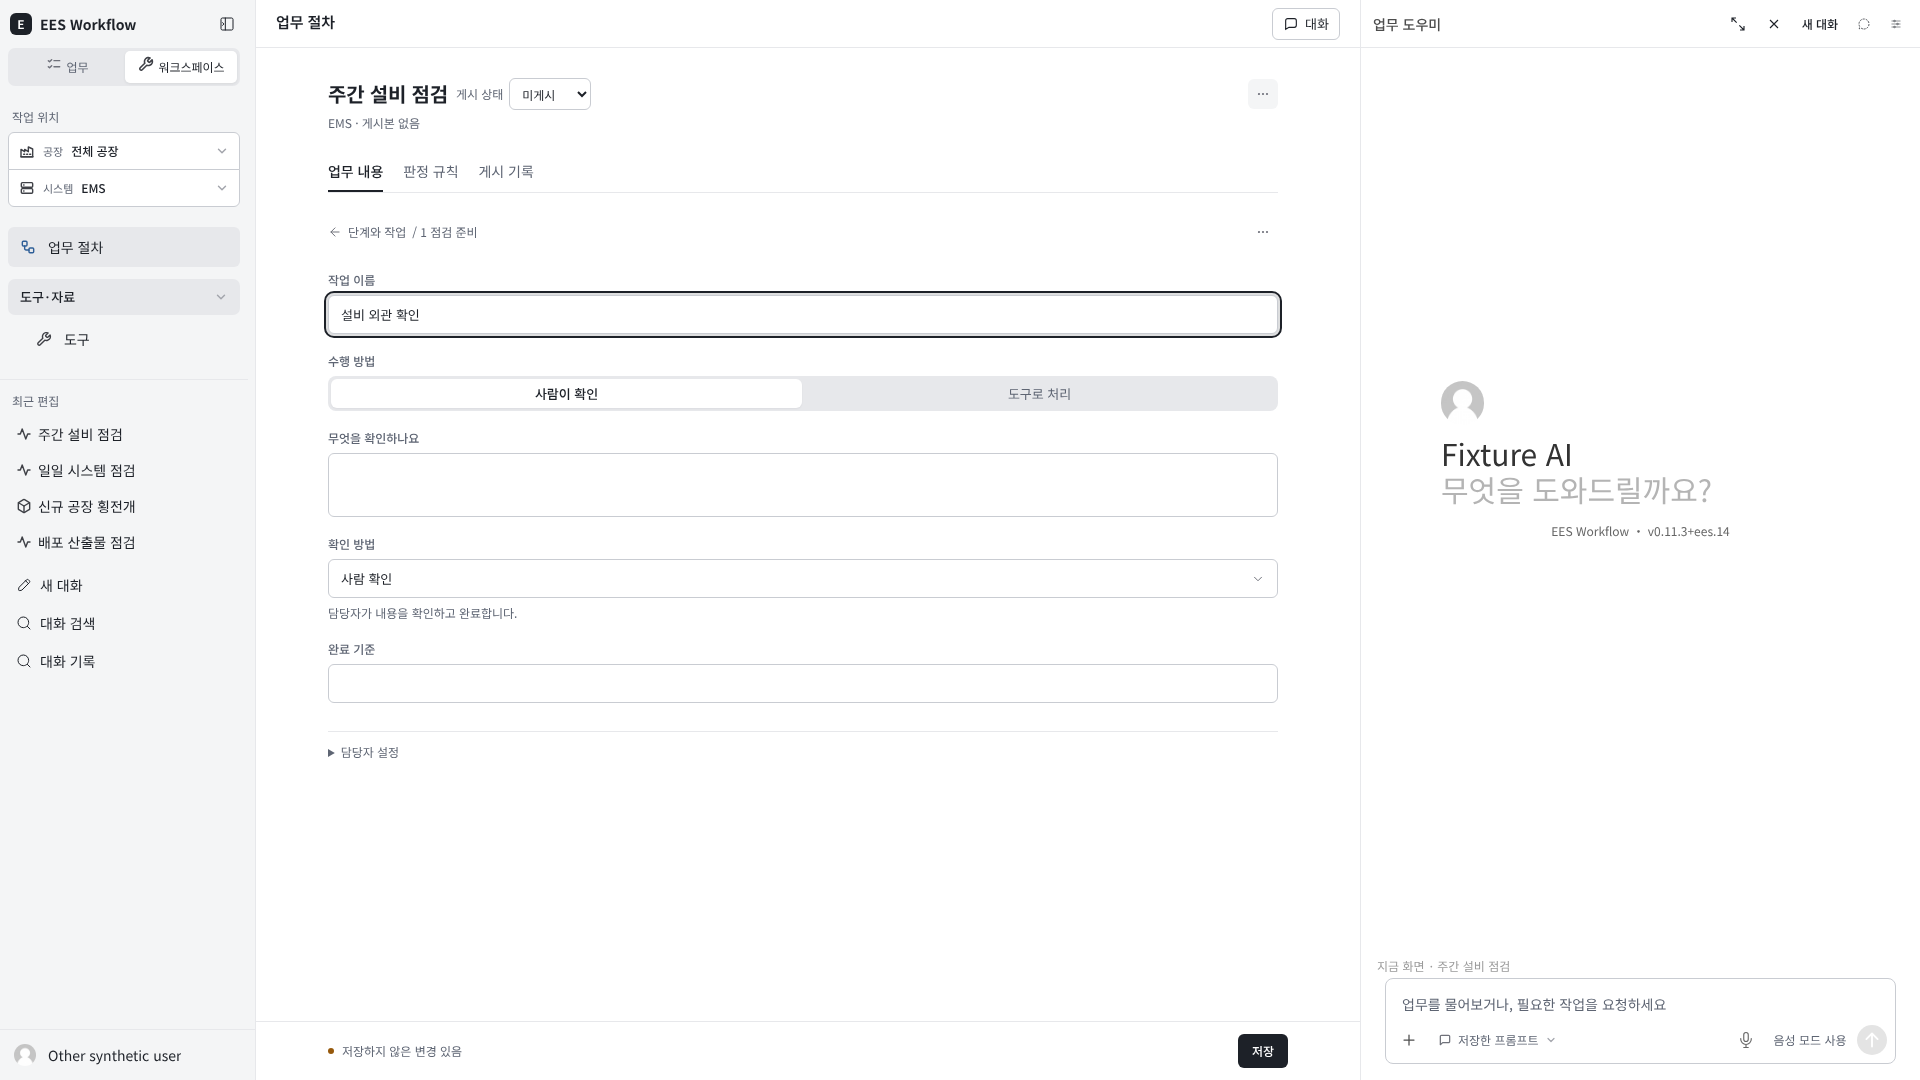 E EES Workflow
업무 워크스페이스
작업 위치
공장 전체 공장
시스템 EMS
업무 절차
도구·자료
도구
최근 편집
주간 설비 점검
일일 시스템 점검
신규 공장 횡전개
배포 산출물 점검
새 대화
대화 검색
대화 기록
Other synthetic user
업무 절차
대화
주간 설비 점검 게시 상태 미게시
EMS · 게시본 없음
업무 내용 판정 규칙 게시 기록
단계와 작업 / 1 점검 준비
작업 이름
설비 외관 확인
수행 방법
사람이 확인 도구로 처리
무엇을 확인하나요
확인 방법
사람 확인
담당자가 내용을 확인하고 완료합니다.
완료 기준
담당자 설정
저장하지 않은 변경 있음
저장
업무 도우미
새 대화
Fixture AI
무엇을 도와드릴까요?
EES Workflow • v0.11.3+ees.14
지금 화면 · 주간 설비 점검
업무를 물어보거나, 필요한 작업을 요청하세요
저장한 프롬프트
음성 모드 사용